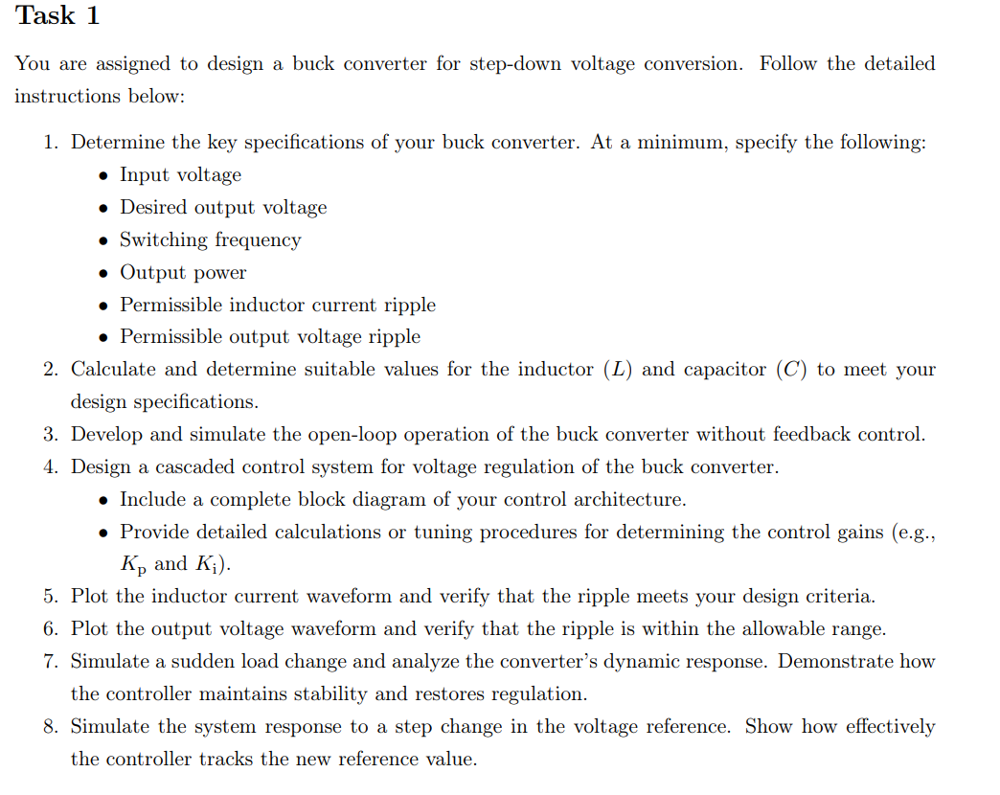 Task 1
You are assigned to design a buck converter for step-down voltage conversion. Follow the detailed
instructions below:
1. Determine the key specifications of your buck converter. At a minimum, specify the following:
• Input voltage
• Desired output voltage
• Switching frequency
• Output power
• Permissible inductor current ripple
• Permissible output voltage ripple
2. Calculate and determine suitable values for the inductor (L) and capacitor (C) to meet your
design specifications.
3. Develop and simulate the open-loop operation of the buck converter without feedback control.
4. Design a cascaded control system for voltage regulation of the buck converter.
• Include a complete block diagram of your control architecture.
• Provide detailed calculations or tuning procedures for determining the control gains (e.g.,
Kp and Ki).
5. Plot the inductor current waveform and verify that the ripple meets your design criteria.
6. Plot the output voltage waveform and verify that the ripple is within the allowable range.
7. Simulate a sudden load change and analyze the converter's dynamic response. Demonstrate how
the controller maintains stability and restores regulation.
8. Simulate the system response to a step change in the voltage reference. Show how effectively
the controller tracks the new reference value.